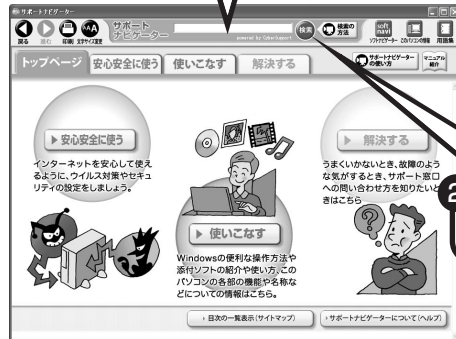 サポートナビゲーター
戻る 進む 印刷 文字サイズ変更
サポート
ナビゲーター
powered by CyberSupport
検索
検索の
方法
soft
navi
ソフトナビゲーター このパソコンの情報 用語集
トップページ 安心安全に使う 使いこなす 解決する
サポートナビゲーター
の使い方
マニュアル
紹介
安心安全に使う
インターネットを安心して使え
るように、ウイルス対策やセキュ
リティの設定をしましょう。
使いこなす
Windowsの便利な操作方法や
添付ソフトの紹介や使い方、この
パソコンの各部の機能や名称な
どについての情報はこちら。
解決する
うまくいかないとき、故障のよう
な気がするとき、サポート窓口
への問い合わせ方を知りたいと
きはこちら
2
目次の一覧表示(サイトマップ)
サポートナビゲーターについて(ヘルプ)